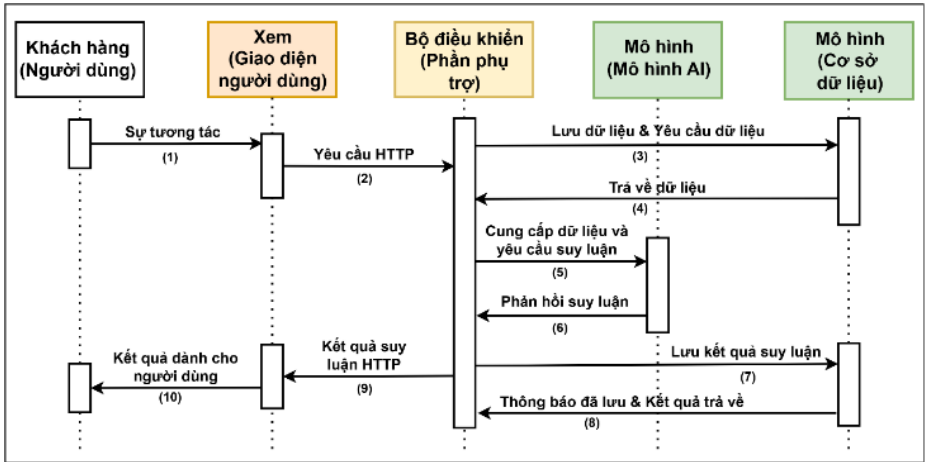 Khách hàng
(Người dùng)
Xem
(Giao diện
người dùng)
Bộ điều khiển
(Phần phụ
trợ)
Mô hình
(Mô hình AI)
Mô hình
(Cơ sở
dữ liệu)
Sự tương tác
(1)
Yêu cầu HTTP
(2)
Lưu dữ liệu & Yêu cầu dữ liệu
(3)
Trả về dữ liệu
(4)
Cung cấp dữ liệu và
yêu cầu suy luận
(5)
Phản hồi suy luận
(6)
Lưu kết quả suy luận
(7)
Thông báo đã lưu & Kết quả trả về
(8)
Kết quả suy
luận HTTP
(9)
Kết quả dành cho
người dùng
(10)